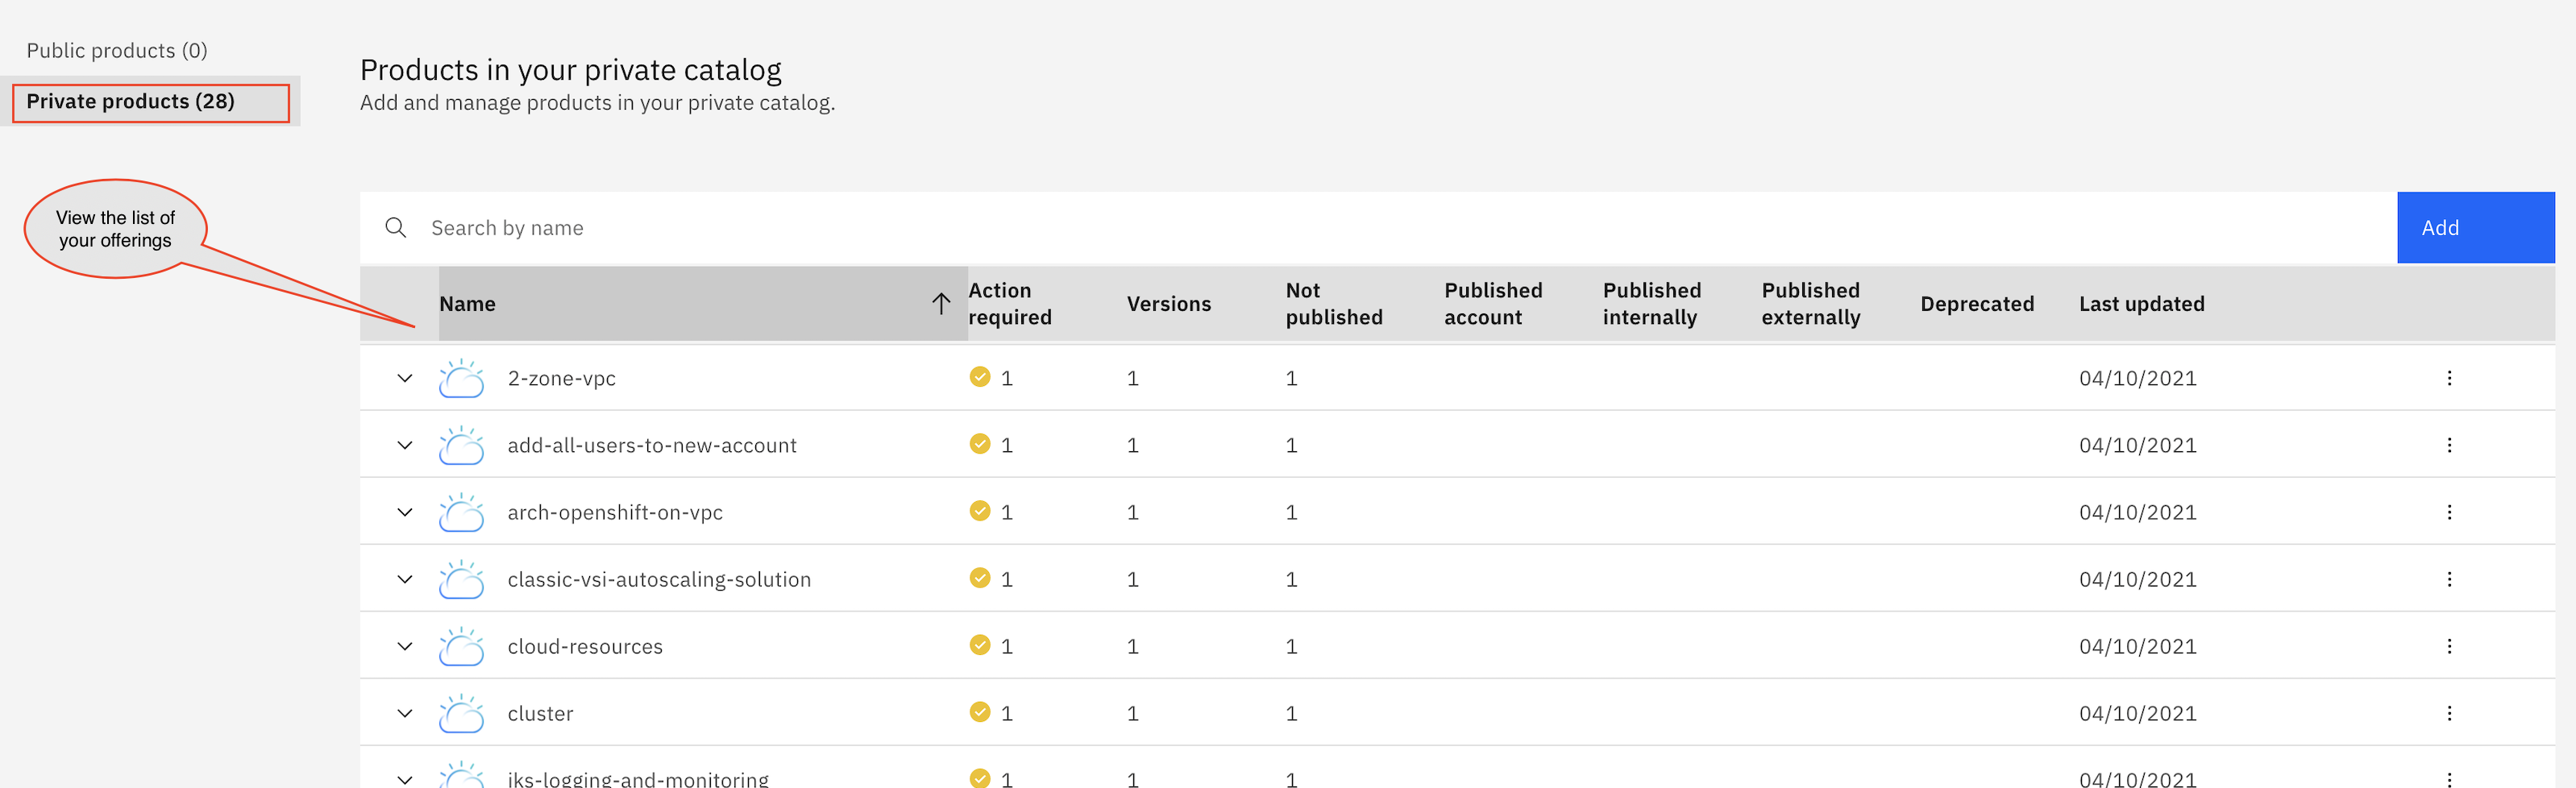 Public products (0)
Private products (28)
Products in your private catalog
Add and manage products in your private catalog.
View the list of
your offerings
Search by name
Add
Name Action required Versions Not published Published account Published internally Published externally Deprecated Last updated
2-zone-vpc 1 1 1 04/10/2021
add-all-users-to-new-account 1 1 1 04/10/2021
arch-openshift-on-vpc 1 1 1 04/10/2021
classic-vsi-autoscaling-solution 1 1 1 04/10/2021
cloud-resources 1 1 1 04/10/2021
cluster 1 1 1 04/10/2021
iks-logging-and-monitoring 1 1 1 04/10/2021